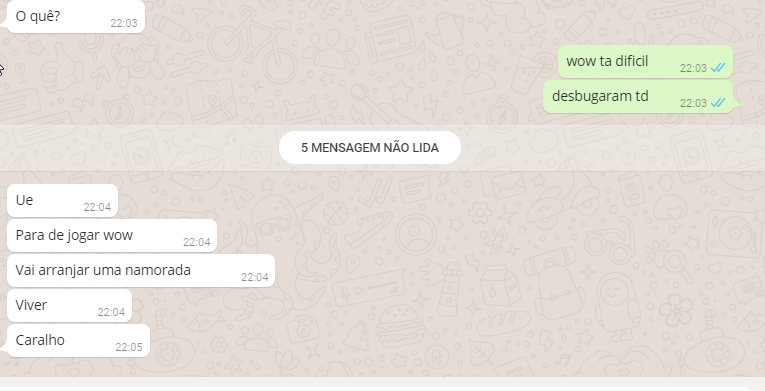 O quê?
22:03
wow ta dificil
22:03
desbugaram td
22:03
5 MENSAGEM NÃO LIDA
Ue
22:04
Para de jogar wow
22:04
Vai arranjar uma namorada
22:04
Viver
22:04
Caralho
22:05